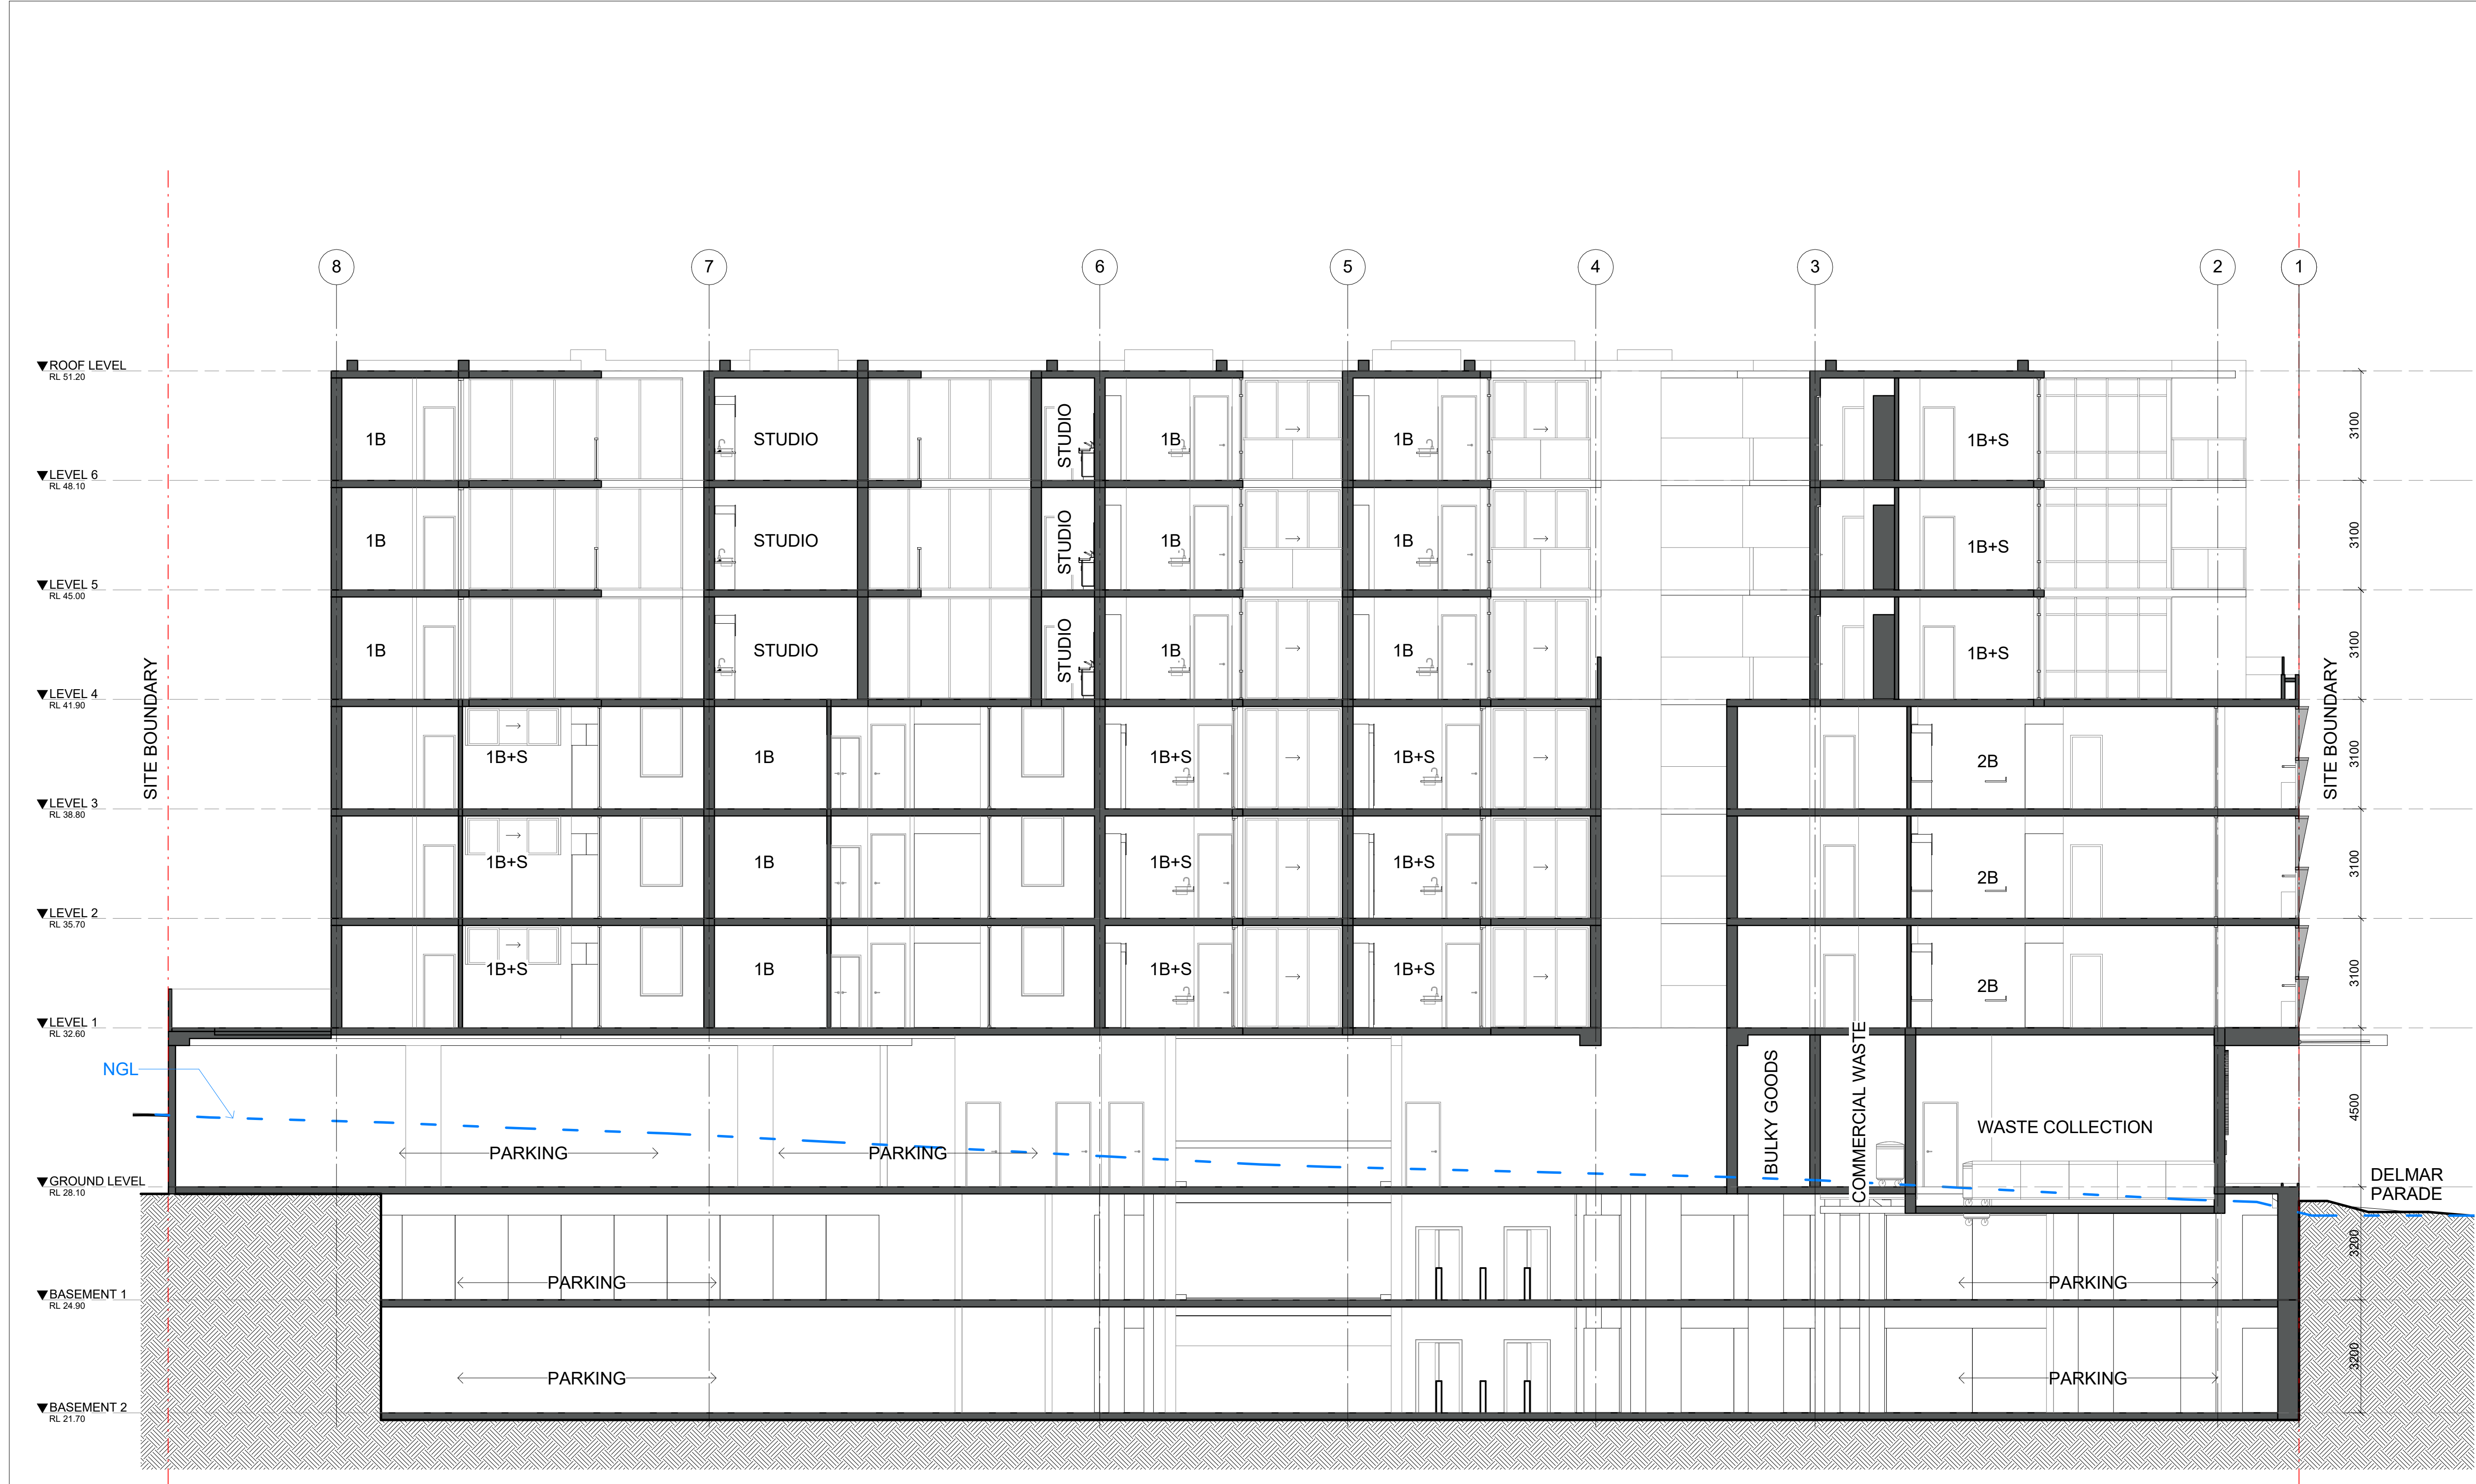 8 7 6 5 4 3 2 1
ROOF LEVEL
RL 51.20
1B STUDIO STUDIO 1B 1B 1B+S 3100
LEVEL 6
RL 48.10
1B STUDIO STUDIO 1B 1B 1B+S 3100
LEVEL 5
RL 45.00
1B STUDIO STUDIO 1B 1B 1B+S 3100
LEVEL 4
RL 41.90
SITE BOUNDARY
SITE BOUNDARY
1B+S 1B 1B+S 1B+S 2B 3100
LEVEL 3
RL 38.80
1B+S 1B 1B+S 1B+S 2B 3100
LEVEL 2
RL 35.70
1B+S 1B 1B+S 1B+S 2B 3100
LEVEL 1
RL 32.60
NGL
PARKING PARKING
BULKY GOODS
COMMERCIAL WASTE
WASTE COLLECTION
4500
GROUND LEVEL
RL 28.10
DELMAR
PARADE
PARKING PARKING 3200
BASEMENT 1
RL 24.90
PARKING PARKING 3200
BASEMENT 2
RL 21.70